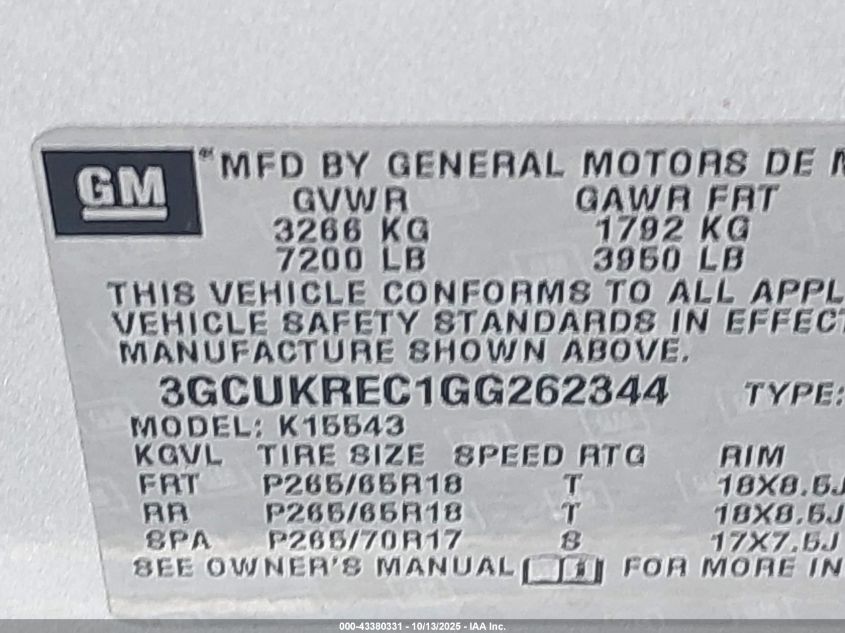 GM
MFD BY GENERAL MOTORS DE
GVWR GAWR FRT
3266 KG 1792 KG
7200 LB 3950 LB
THIS VEHICLE CONFORMS TO ALL APPL
VEHICLE SAFETY STANDARDS IN EFFECT
MANUFACTURE SHOWN ABOVE.
3GCUKREC1GG262344 TYPE:
MODEL: K15543
KGVL TIRE SIZE SPEED RTG RIM
FRT P265/65R18 T 18X8.5J
RR P265/65R18 T 18X8.5J
SPA P265/70R17 S 17X7.5J
SEE OWNER'S MANUAL FOR MORE IN
000-43380331 - 10/13/2025 - IAA Inc.